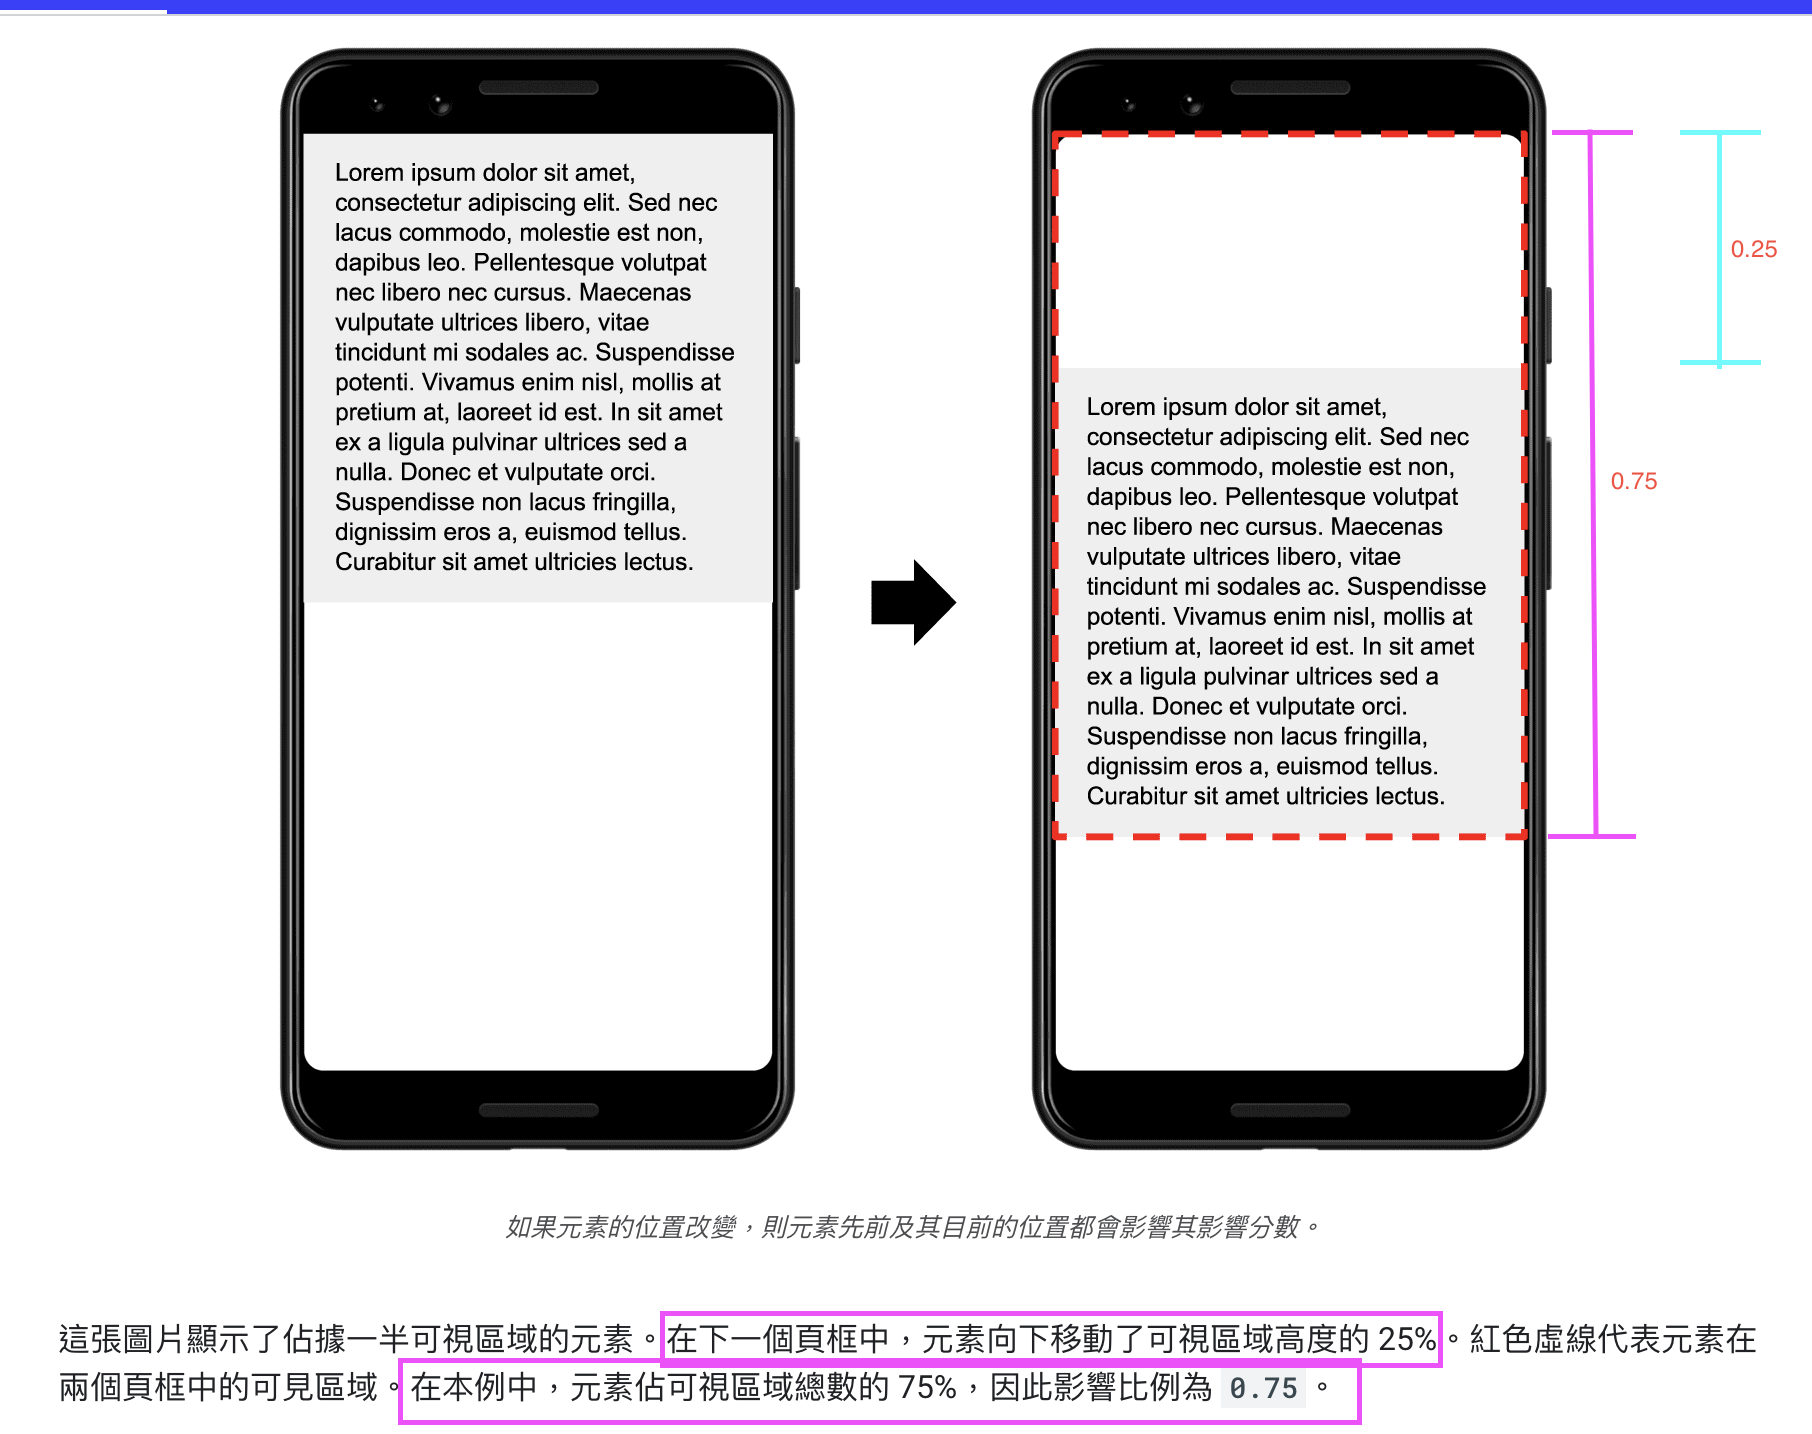 Lorem ipsum dolor sit amet,
consectetur adipiscing elit. Sed nec
lacus commodo, molestie est non,
dapibus leo. Pellentesque volutpat
nec libero nec cursus. Maecenas
vulputate ultrices libero, vitae
tincidunt mi sodales ac. Suspendisse
potenti. Vivamus enim nisl, mollis at
pretium at, laoreet id est. In sit amet
ex a ligula pulvinar ultrices sed a
nulla. Donec et vulputate orci.
Suspendisse non lacus fringilla,
dignissim eros a, euismod tellus.
Curabitur sit amet ultricies lectus.
Lorem ipsum dolor sit amet,
consectetur adipiscing elit. Sed nec
lacus commodo, molestie est non,
dapibus leo. Pellentesque volutpat
nec libero nec cursus. Maecenas
vulputate ultrices libero, vitae
tincidunt mi sodales ac. Suspendisse
potenti. Vivamus enim nisl, mollis at
pretium at, laoreet id est. In sit amet
ex a ligula pulvinar ultrices sed a
nulla. Donec et vulputate orci.
Suspendisse non lacus fringilla,
dignissim eros a, euismod tellus.
Curabitur sit amet ultricies lectus.
0.25
0.75
如果元素的位置改變，則元素先前及其目前的位置都會影響其影響分數。
這張圖片顯示了佔據一半可視區域的元素。在下一個頁框中，元素向下移動了可視區域高度的 25%。紅色虛線代表元素在
兩個頁框中的可見區域。在本例中，元素佔可視區域總數的 75%，因此影響比例為 0.75 。